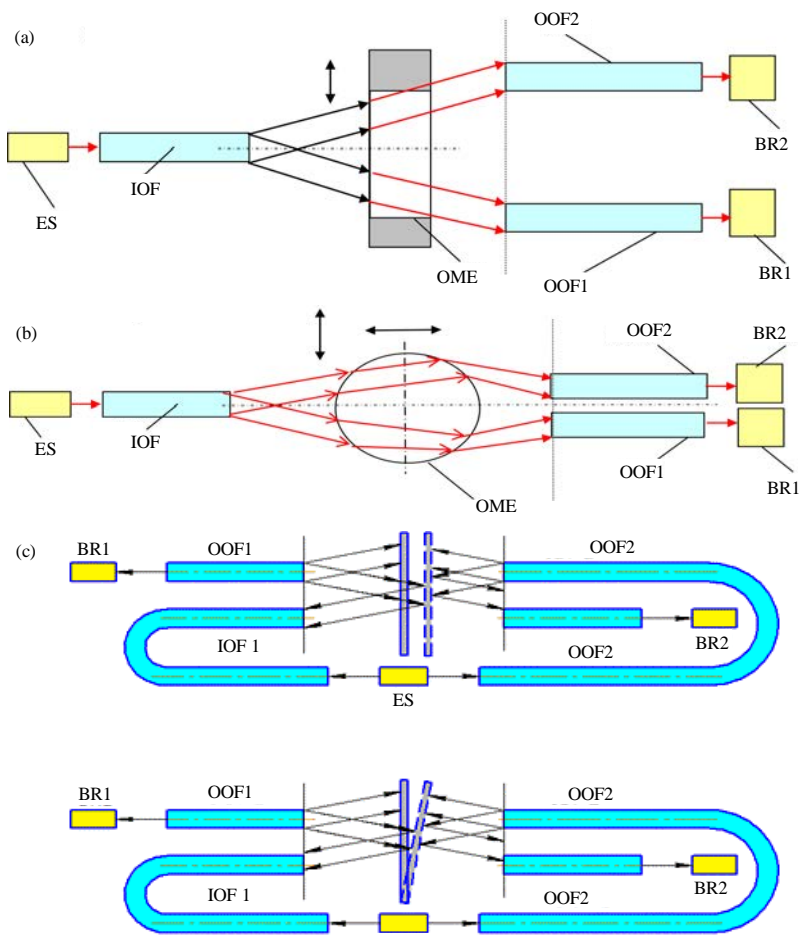 (a)
OOF2
BR2
ES
IOF
OME
OOF1
BR1
(b)
OOF2
BR2
ES
IOF
OME
OOF1
BR1
(c)
BR1
OOF1
OOF2
IOF 1
BR2
OOF2
ES
BR1
OOF1
OOF2
IOF 1
BR2
OOF2